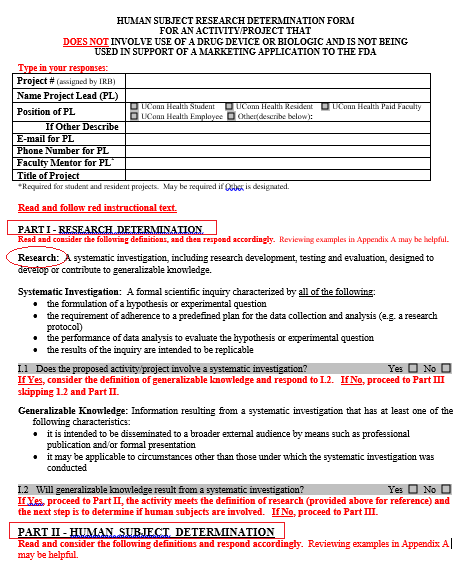 HUMAN SUBJECT RESEARCH DETERMINATION FORM
FOR AN ACTIVITY/PROJECT THAT
DOES NOT INVOLVE USE OF A DRUG DEVICE OR BIOLOGIC AND IS NOT BEING
USED IN SUPPORT OF A MARKETING APPLICATION TO THE FDA
Type in your responses:
Project # (assigned by IRB)
Name Project Lead (PL)
Position of PL
UConn Health Student UConn Health Resident UConn Health Paid Faculty
UConn Health Employee Other(describe below):
If Other Describe
E-mail for PL
Phone Number for PL
Faculty Mentor for PL*
Title of Project
*Required for student and resident projects. May be required if Other is designated.
Read and follow red instructional text.
PART I - RESEARCH DETERMINATION
Read and consider the following definitions, and then respond accordingly. Reviewing examples in Appendix A may be helpful.
Research: A systematic investigation, including research development, testing and evaluation, designed to
develop or contribute to generalizable knowledge.
Systematic Investigation: A formal scientific inquiry characterized by all of the following:
• the formulation of a hypothesis or experimental question
• the requirement of adherence to a predefined plan for the data collection and analysis (e.g. a research
protocol)
• the performance of data analysis to evaluate the hypothesis or experimental question
• the results of the inquiry are intended to be replicable
I.1 Does the proposed activity/project involve a systematic investigation? Yes No
If Yes, consider the definition of generalizable knowledge and respond to I.2. If No, proceed to Part III
skipping 1.2 and Part II.
Generalizable Knowledge: Information resulting from a systematic investigation that has at least one of the
following characteristics:
• it is intended to be disseminated to a broader external audience by means such as professional
publication and/or formal presentation
• it may be applicable to circumstances other than those under which the systematic investigation was
conducted
I.2 Will generalizable knowledge result from a systematic investigation? Yes No
If Yes, proceed to Part II, the activity meets the definition of research (provided above for reference) and
the next step is to determine if human subjects are involved. If No, proceed to Part III.
PART II - HUMAN SUBJECT DETERMINATION
Read and consider the following definitions and respond accordingly. Reviewing examples in Appendix A
may be helpful.